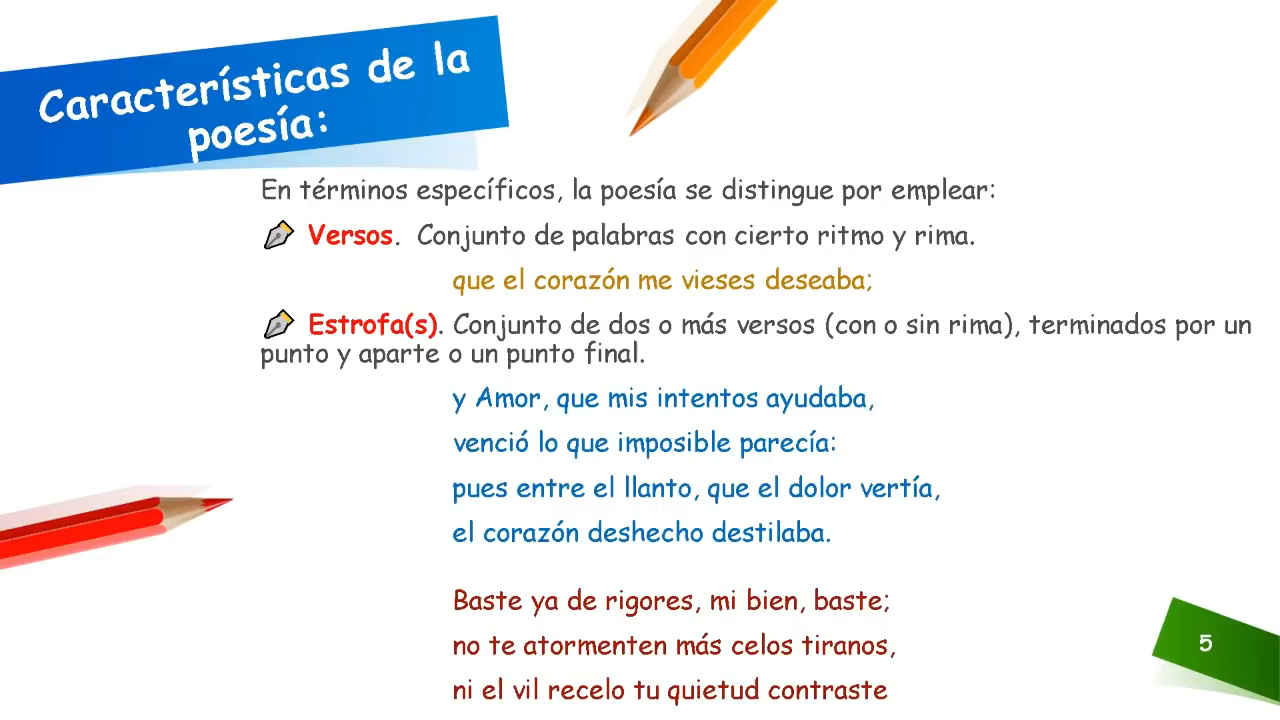 Características de la
poesía:
En términos específicos, la poesía se distingue por emplear:
Versos. Conjunto de palabras con cierto ritmo y rima.
que el corazón me vieses deseaba;
Estrofa(s). Conjunto de dos o más versos (con o sin rima), terminados por un
punto y aparte o un punto final.
y Amor, que mis intentos ayudaba,
venció lo que imposible parecía:
pues entre el llanto, que el dolor vertía,
el corazón deshecho destilaba.
Baste ya de rigores, mi bien, baste;
no te atormenten más celos tiranos,
ni el vil recelo tu quietud contraste
5